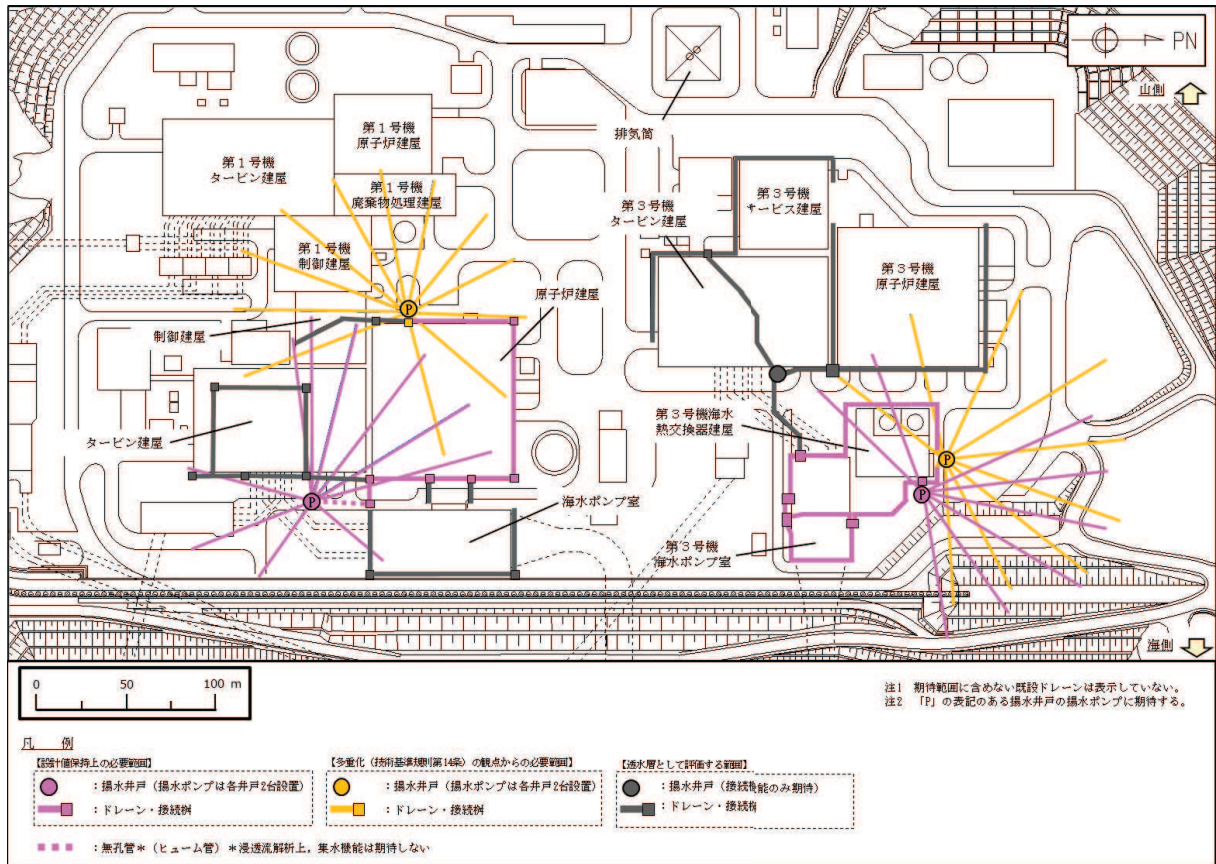 PN
山側
第1号機
原子炉建屋
第1号機
タービン建屋
排気筒
第1号機
廃棄物処理建屋
第3号機
サービス建屋
第3号機
タービン建屋
第1号機
制御建屋
第3号機
原子炉建屋
原子炉建屋
P
制御建屋
第3号機海水
熱交換器建屋
タービン建屋
P
P
P
海水ポンプ室
第3号機
海水ポンプ室
海側
0 50 100 m
注1 期待範囲に含めない既設ドレーンは表示していない。
注2 「P」の表記のある揚水井戸の揚水ポンプに期待する。
凡 例
【設計値保持上の必要範囲】
：揚水井戸（揚水ポンプは各井戸2台設置）
：ドレーン・接続桝
【多重化（技術基準規則第14条）の観点からの必要範囲】
：揚水井戸（揚水ポンプは各井戸2台設置）
：ドレーン・接続桝
【透水層として評価する範囲】
：揚水井戸（接続機能のみ期待）
：ドレーン・接続桝
：無孔管＊（ヒューム管）＊浸透流解析上，集水機能は期待しない